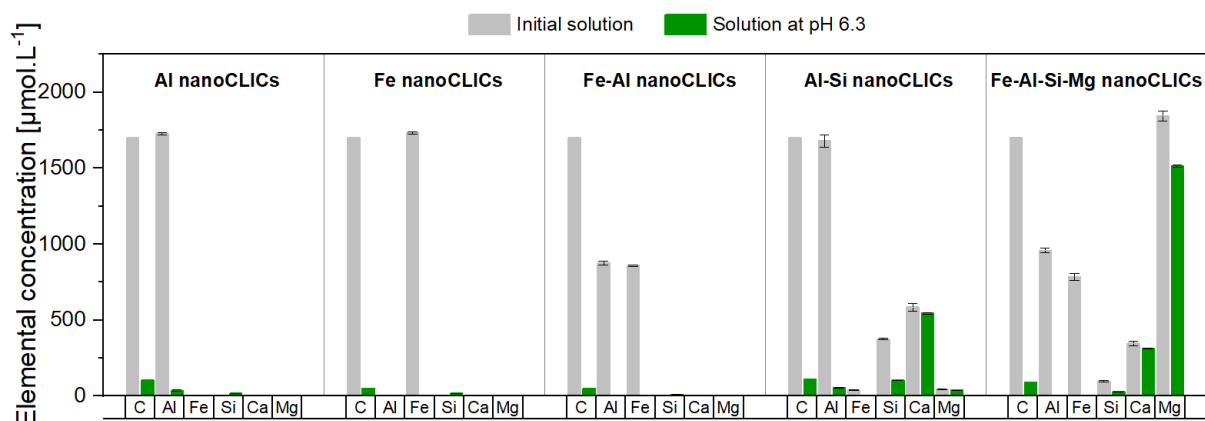 Initial solution
Solution at pH 6.3
Elemental concentration [µmol.L⁻¹]
Al nanoCLICs
Fe nanoCLICs
Fe-Al nanoCLICs
Al-Si nanoCLICs
Fe-Al-Si-Mg nanoCLICs
2000
1500
1000
500
0
C Al Fe Si Ca Mg
C Al Fe Si Ca Mg
C Al Fe Si Ca Mg
C Al Fe Si Ca Mg
C Al Fe Si Ca Mg